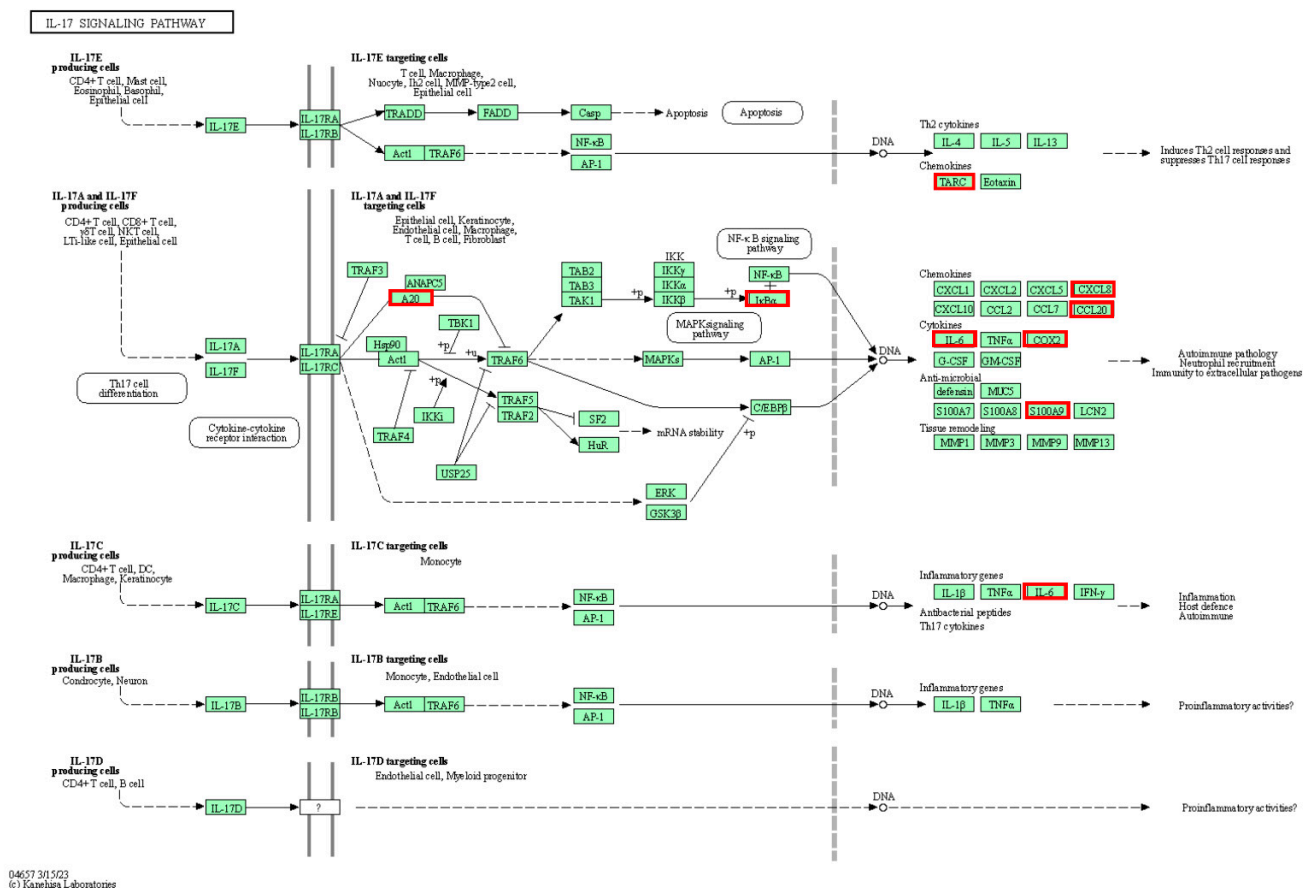 IL-17 SIGNALING PATHWAY
IL-17E
producing cells
CD4+ T cell, Mast cell,
Eosinophil, Basophil,
Epithelial cell
IL-17E
IL-17RA
IL-17RB
IL-17E targeting cells
T cell, Macrophage,
Nuocyte, Ih2 cell, MMP-type2 cell,
Epithelial cell
TRADD
FADD
Casp
Apoptosis
Apoptosis
Act1
TRAF6
NF-κB
AP-1
DNA
Th2 cytokines
IL-4
IL-5
IL-13
Chemokines
TARC
Eotaxin
Induces Th2 cell responses and
suppresses Th17 cell responses
IL-17A and IL-17F
producing cells
CD4+ T cell, CD8+ T cell,
γδT cell, NKT cell,
LTi-like cell, Epithelial cell
IL-17A
IL-17F
Th17 cell
differentiation
Cytokine-cytokine
receptor interaction
IL-17RA
IL-17RC
IL-17A and IL-17F
targeting cells
Epithelial cell, Keratinocyte,
Endothelial cell, Macrophage,
T cell, B cell, Fibroblast
TRAF3
ANAPC5
A20
TBK1
+p
Hsp90
Act1
+u
TRAF6
+p
IKKi
TRAF4
USP25
TRAF5
TRAF2
SF2
HuR
mRNA stability
TAB2
TAB3
TAK1
+p
IKK
IKKγ
IKKα
IKKβ
+p
NF-κB signaling
pathway
NF-κB
IκBα
MAPK signaling
pathway
MAPKs
AP-1
C/EBPβ
+p
ERK
GSK3β
DNA
Chemokines
CXCL1
CXCL2
CXCL5
CXCL8
CXCL10
CCL2
CCL7
CCL20
Cytokines
IL-6
TNFα
COX2
G-CSF
GM-CSF
Anti-microbial
defensin
MUC5
S100A7
S100A8
S100A9
LCN2
Tissue remodeling
MMP1
MMP3
MMP9
MMP13
Autoimmune pathology
Neutrophil recruitment
Immunity to extracellular pathogens
IL-17C
producing cells
CD4+ T cell, DC,
Macrophage, Keratinocyte
IL-17C
IL-17RA
IL-17RE
IL-17C targeting cells
Monocyte
Act1
TRAF6
NF-κB
AP-1
DNA
Inflammatory genes
IL-1β
TNFα
IL-6
IFN-γ
Antibacterial peptides
Th17 cytokines
Inflammation
Host defence
Autoimmune
IL-17B
producing cells
Condrocyte, Neuron
IL-17B
IL-17RB
IL-17RB
IL-17B targeting cells
Monocyte, Endothelial cell
Act1
TRAF6
NF-κB
AP-1
DNA
Inflammatory genes
IL-1β
TNFα
Proinflammatory activities?
IL-17D
producing cells
CD4+ T cell, B cell
IL-17D
?
IL-17D targeting cells
Endothelial cell, Myeloid progenitor
DNA
Proinflammatory activities?
04657 3/15/23
(c) Kanehisa Laboratories